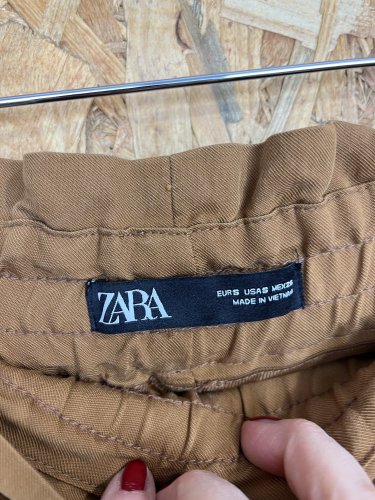 ZARA
EUR S USA S MEX 26
MADE IN VIETNAM